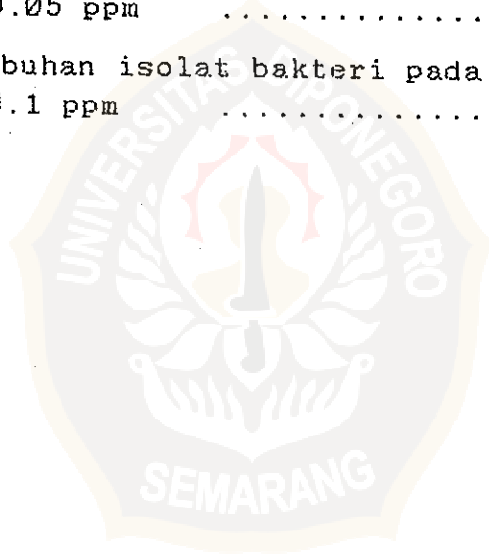 .05 ppm ..............
buhan isolat bakteri pada
.1 ppm ..............
UNIVERSITAS DIPONEGORO
SEMARANG